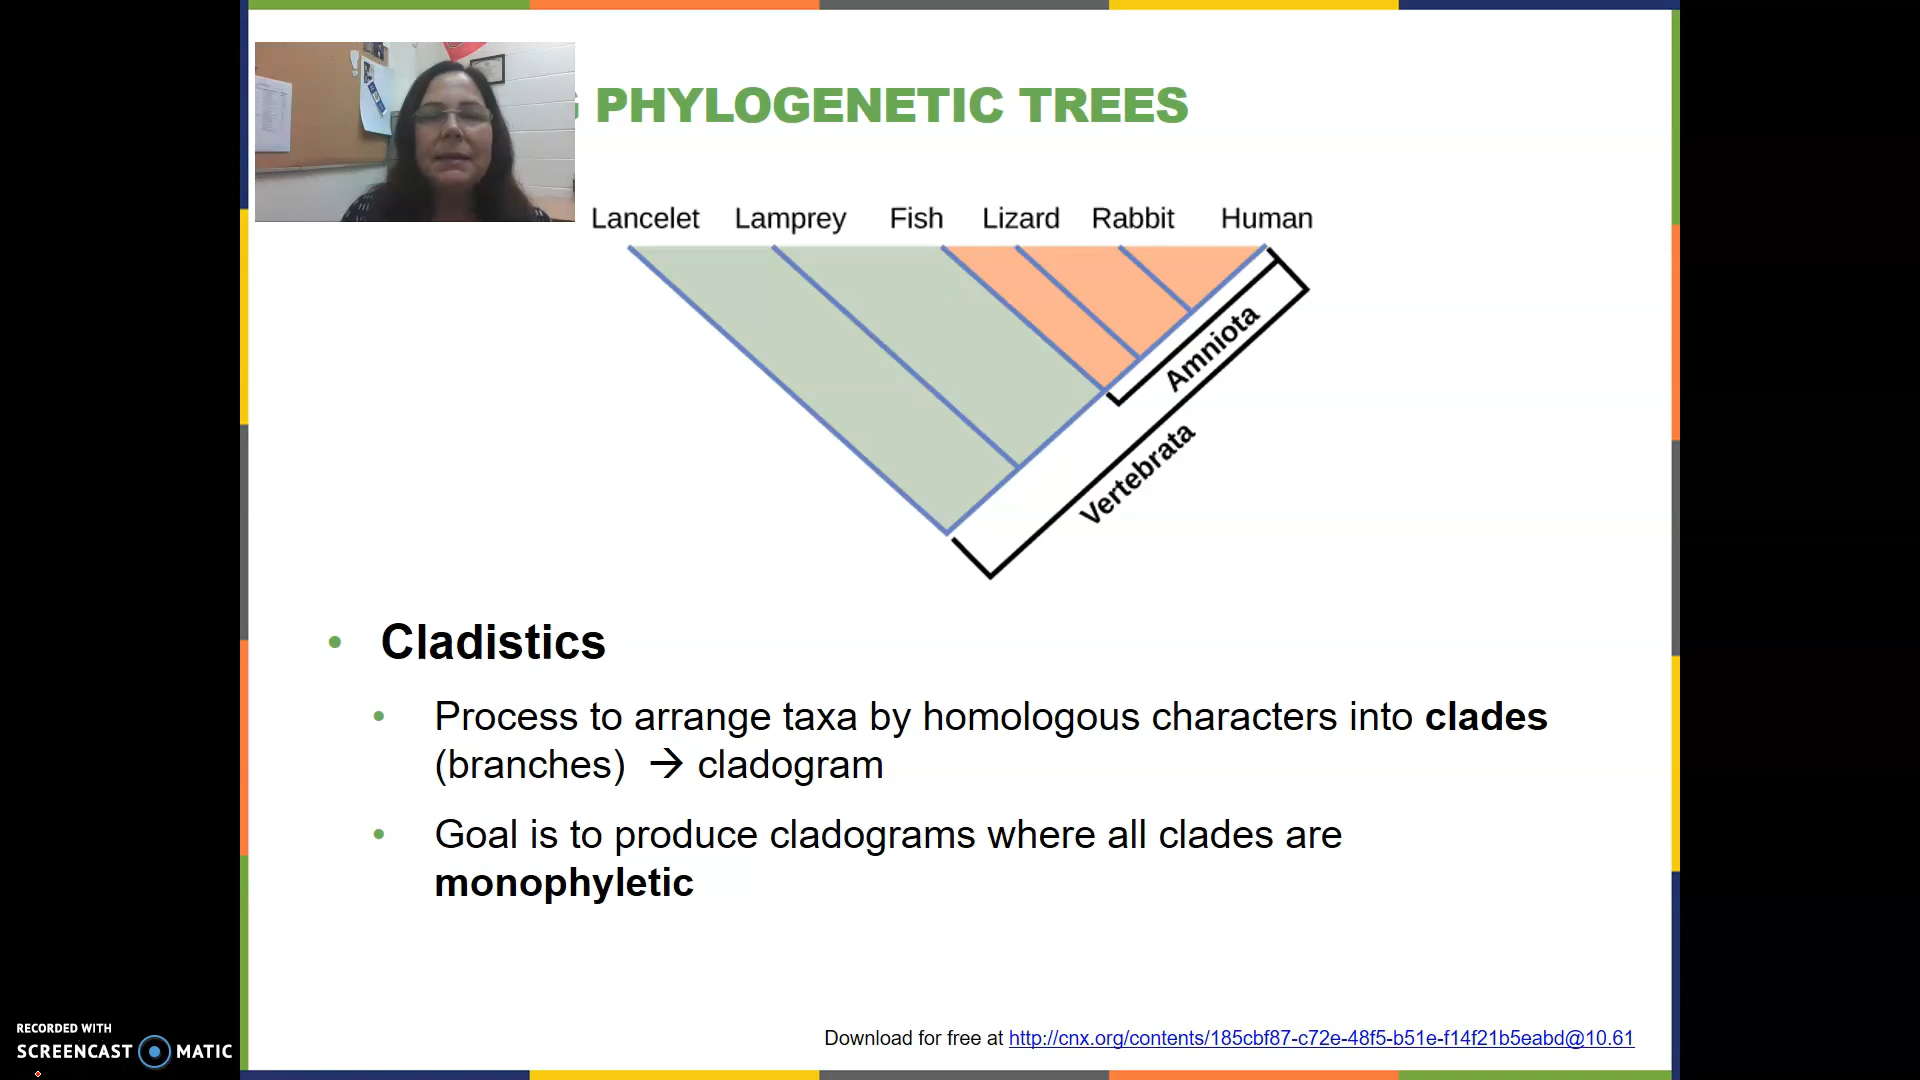 PHYLOGENETIC TREES
Lancelet Lamprey Fish Lizard Rabbit Human
Amniota
Vertebrata
• Cladistics
• Process to arrange taxa by homologous characters into clades
(branches) → cladogram
• Goal is to produce cladograms where all clades are
monophyletic
Download for free at http://cnx.org/contents/185cbf87-c72e-48f5-b51e-f14f21b5eabd@10.61
RECORDED WITH
SCREENCAST MATIC